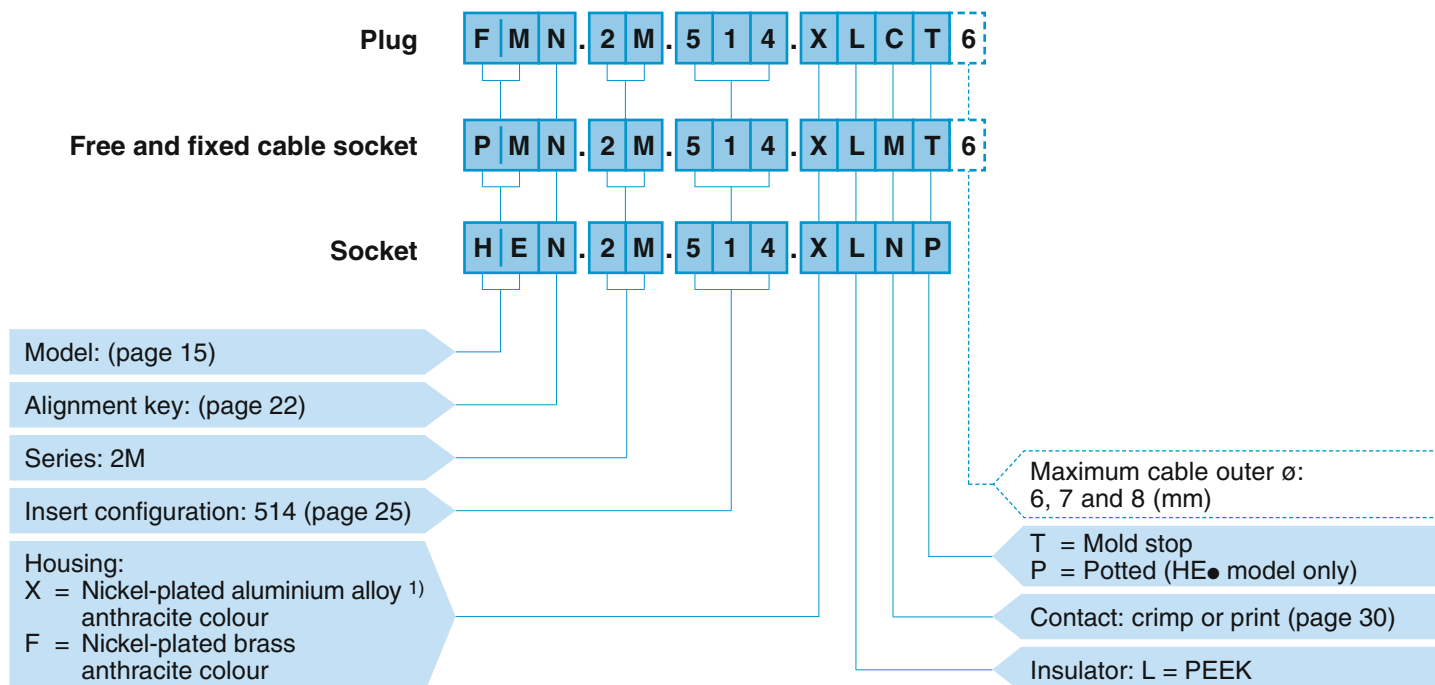 Plug F M N . 2 M . 5 1 4 . X L C T 6
Free and fixed cable socket P M N . 2 M . 5 1 4 . X L M T 6
Socket H E N . 2 M . 5 1 4 . X L N P
Model: (page 15)
Alignment key: (page 22)
Series: 2M
Insert configuration: 514 (page 25)
Housing:
X = Nickel-plated aluminium alloy 1)
anthracite colour
F = Nickel-plated brass
anthracite colour
Maximum cable outer ø:
6, 7 and 8 (mm)
T = Mold stop
P = Potted (HE● model only)
Contact: crimp or print (page 30)
Insulator: L = PEEK